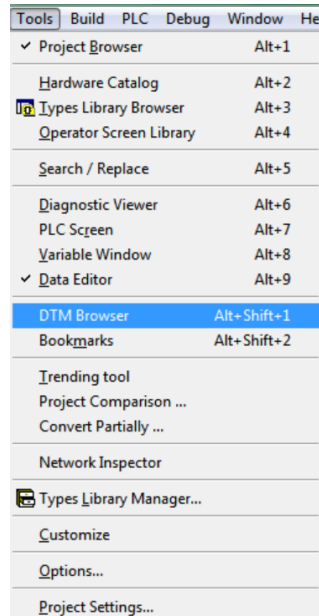 Tools Build PLC Debug Window He
Project Browser Alt+1
Hardware Catalog Alt+2
Types Library Browser Alt+3
Operator Screen Library Alt+4
Search / Replace Alt+5
Diagnostic Viewer Alt+6
PLC Screen Alt+7
Variable Window Alt+8
Data Editor Alt+9
DTM Browser Alt+Shift+1
Bookmarks Alt+Shift+2
Trending tool
Project Comparison ...
Convert Partially ...
Network Inspector
Types Library Manager...
Customize
Options...
Project Settings...